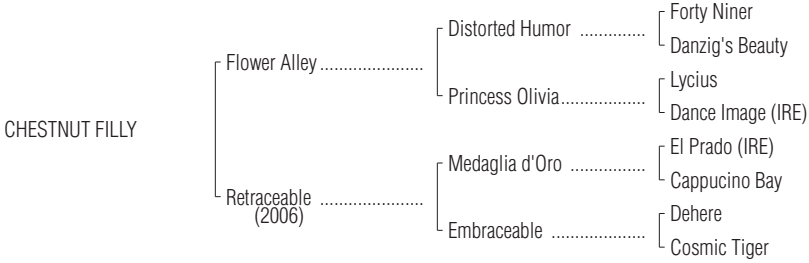 Forty Niner
Distorted Humor ..............
Danzig's Beauty
Flower Alley .......................
Lycius
Princess Olivia..................
Dance Image (IRE)
CHESTNUT FILLY
El Prado (IRE)
Medaglia d'Oro ................
Cappucino Bay
Retraceable .......................
(2006)
Dehere
Embraceable ....................
Cosmic Tiger